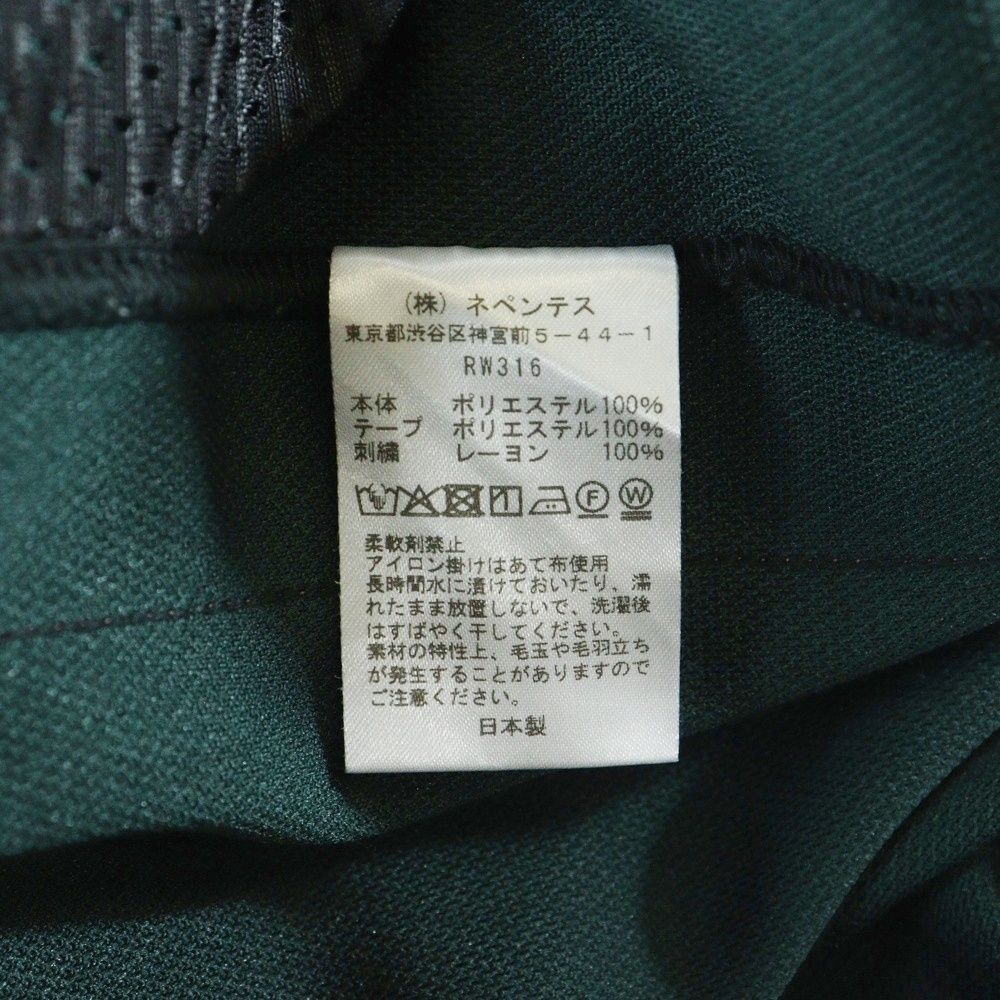 （株）ネペンテス
東京都渋谷区神宮前5－44－1
RW316
本体 ポリエステル100%
テープ ポリエステル100%
刺繍 レーヨン 100%
F W
柔軟剤禁止
アイロン掛けはあて布使用
長時間水に漬けておいたり、濡
れたまま放置しないで、洗濯後
はすばやく干してください。
素材の特性上、毛玉や毛羽立ち
が発生することがありますので
ご注意ください。
日本製